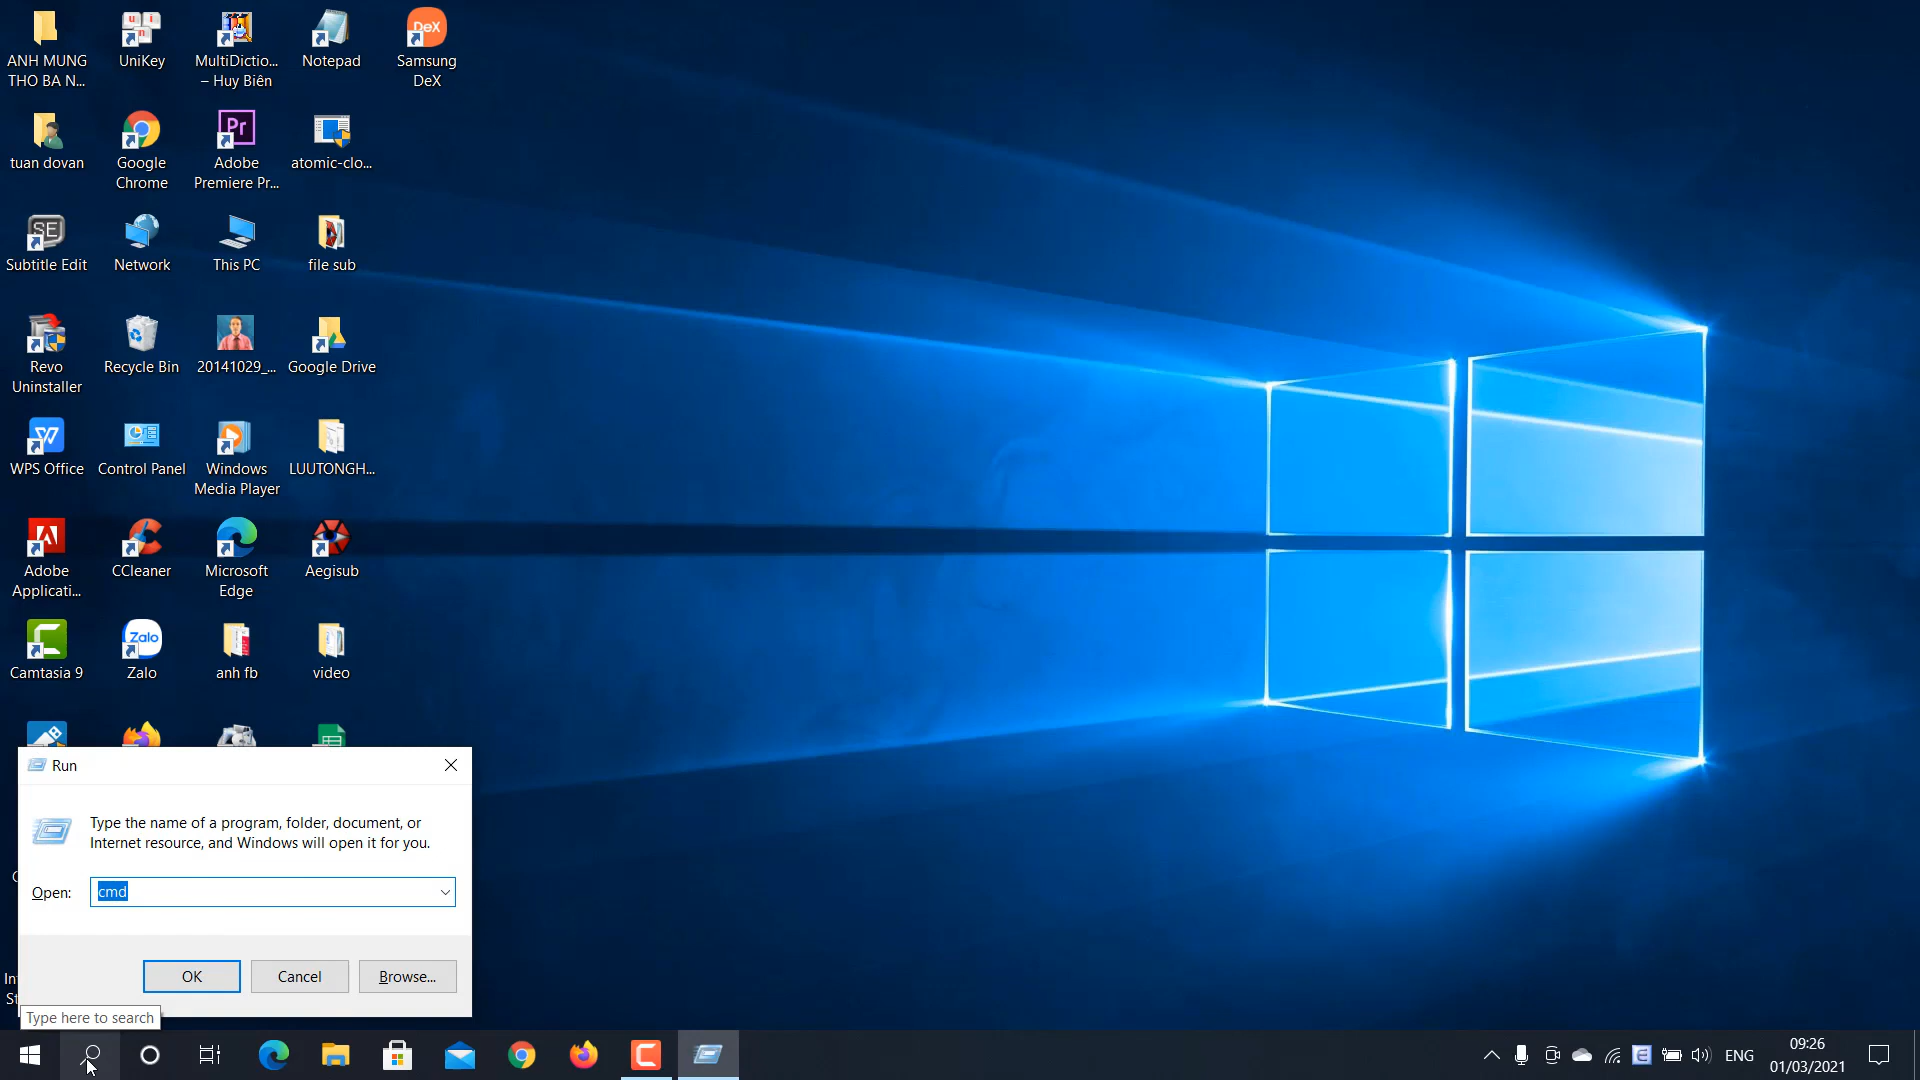 ANH MUNG
THO BA N...
UniKey
MultiDictio...
– Huy Biên
Notepad
Samsung
DeX
DeX
tuan dovan
Google
Chrome
Pr
Adobe
Premiere Pr...
atomic-clo...
SE
Subtitle Edit
Network
This PC
file sub
Revo
Uninstaller
Recycle Bin
20141029_...
Google Drive
WPS Office
Control Panel
Windows
Media Player
LUUTONGH...
Adobe
Applicati...
CCleaner
Microsoft
Edge
Aegisub
Camtasia 9
Zalo
Zalo
anh fb
video
Run
Type the name of a program, folder, document, or
Internet resource, and Windows will open it for you.
Open:
cmd
OK
Cancel
Browse...
Type here to search
ENG
09:26
01/03/2021